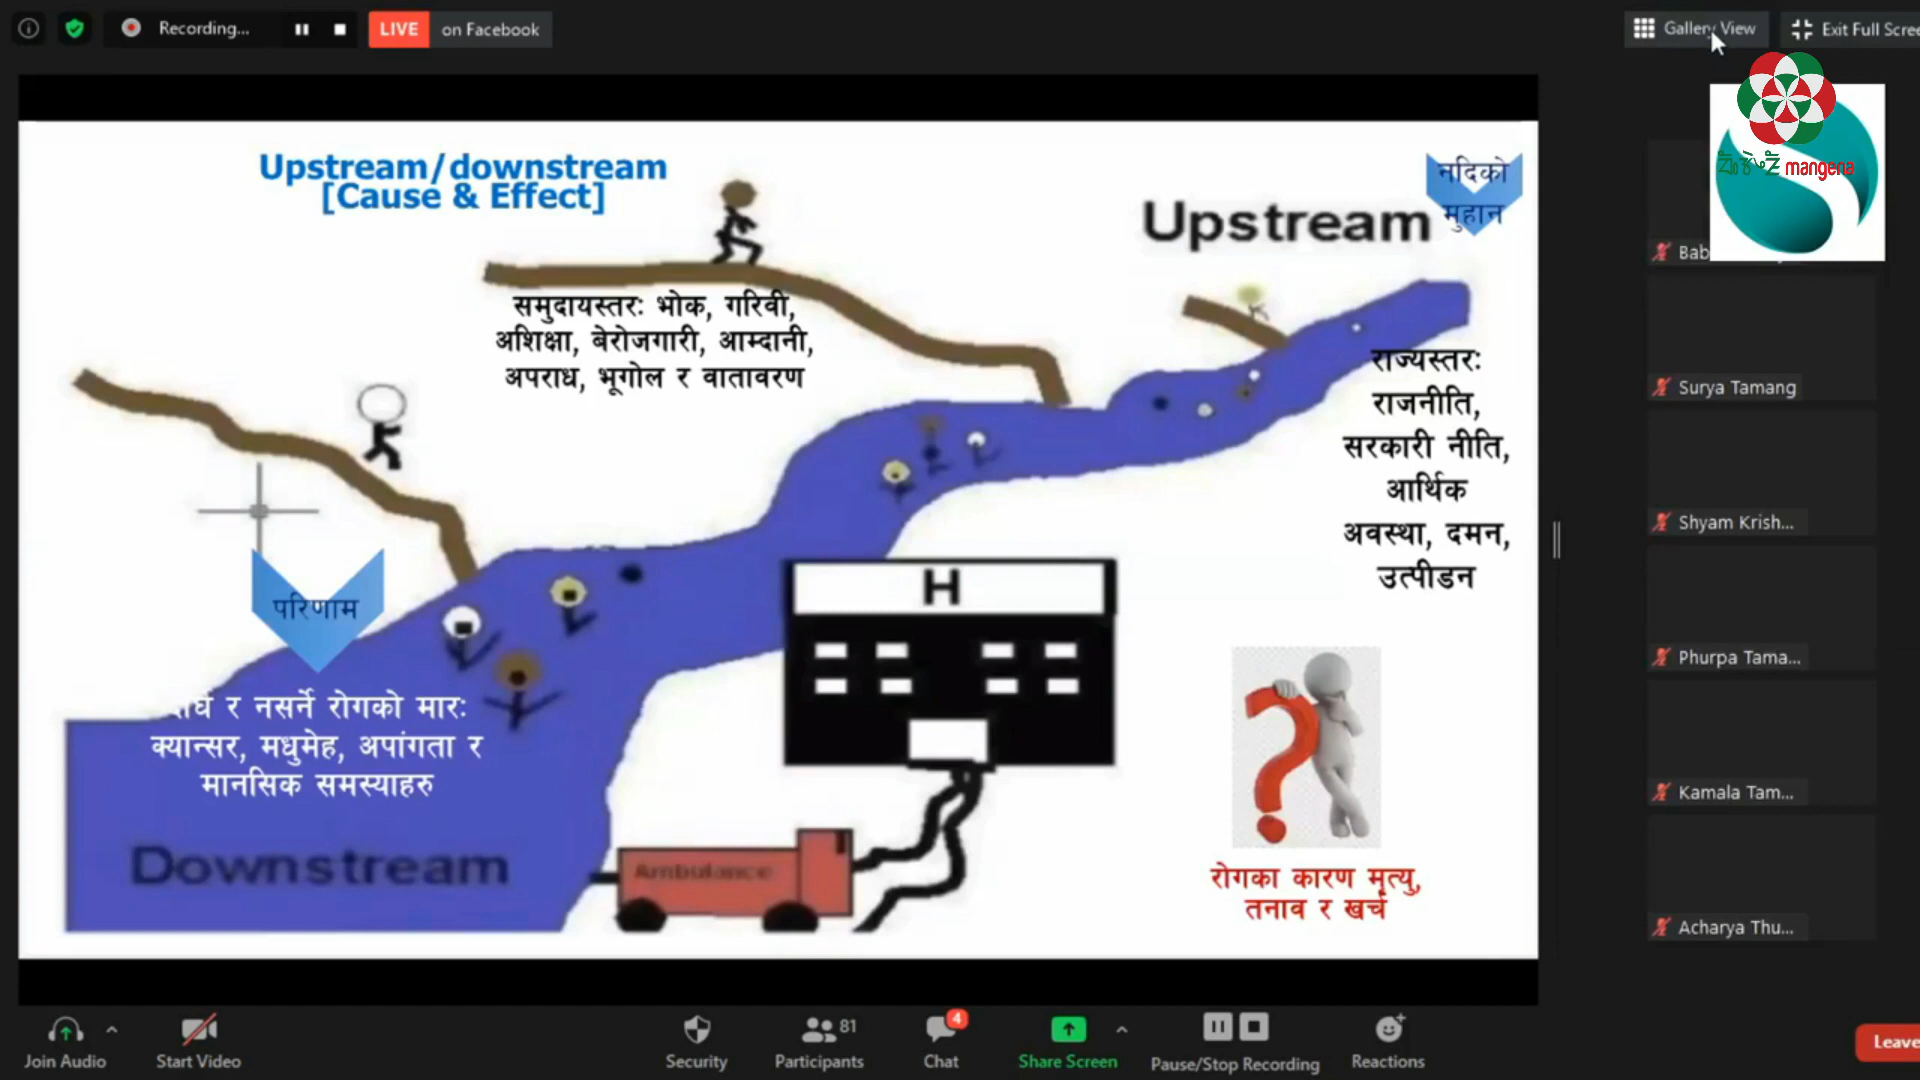 Recording...
LIVE on Facebook
Gallery View
Exit Full Scree
Upstream/downstream
[Cause & Effect]
Upstream
नदिको
मुहान
mangena
समुदायस्तरः भोक, गरिवी,
अशिक्षा, बेरोजगारी, आम्दानी,
अपराध, भूगोल र वातावरण
राज्यस्तरः
राजनीति,
सरकारी नीति,
आर्थिक
अवस्था, दमन,
उत्पीडन
परिणाम
र नसर्ने रोगको मारः
क्यान्सर, मधुमेह, अपांगता र
मानसिक समस्याहरु
Downstream
H
Ambulance
रोगका कारण मृत्यु,
तनाव र खर्च
Bab
Surya Tamang
Shyam Krish...
Phurpa Tama...
Kamala Tam...
Acharya Thu...
Join Audio
Start Video
Security
81
Participants
4
Chat
Share Screen
Pause/Stop Recording
Reactions
Leave